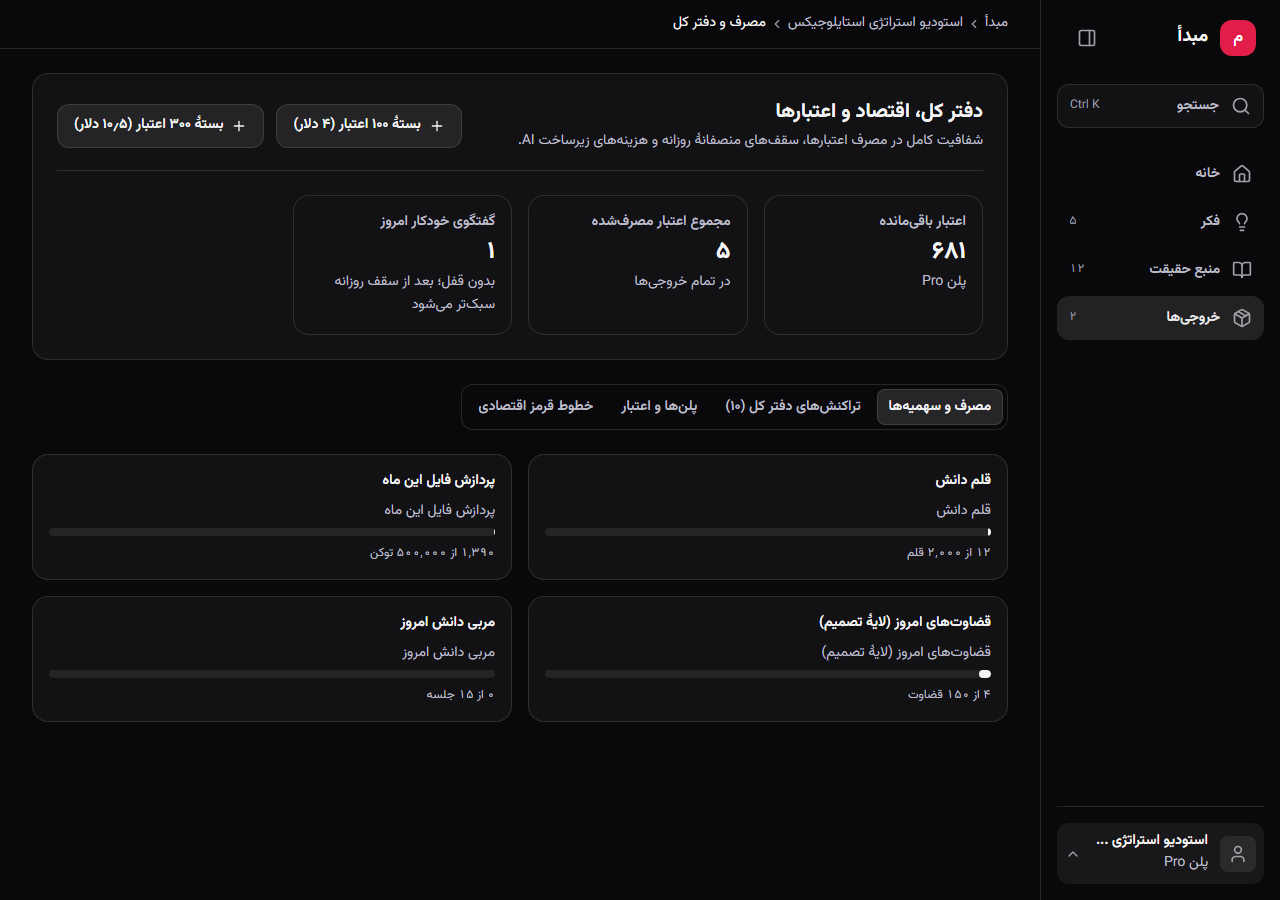 م
مبدأ
جستجو
Ctrl K
خانه
فکر
۵
منبع حقیقت
۱۲
خروجی‌ها
۲
استودیو استراتژی ...
پلن Pro
مبدأ › استودیو استراتژی استایلوجیکس › مصرف و دفتر کل
دفتر کل، اقتصاد و اعتبارها
شفافیت کامل در مصرف اعتبارها، سقف‌های منصفانهٔ روزانه و هزینه‌های زیرساخت AI.
+ بستهٔ ۱۰۰ اعتبار (۴ دلار)
+ بستهٔ ۳۰۰ اعتبار (۱۰٫۵ دلار)
اعتبار باقی‌مانده
۶۸۱
پلن Pro
مجموع اعتبار مصرف‌شده
۵
در تمام خروجی‌ها
گفتگوی خودکار امروز
۱
بدون قفل؛ بعد از سقف روزانه
سبک‌تر می‌شود
مصرف و سهمیه‌ها
تراکنش‌های دفتر کل (۱۰)
پلن‌ها و اعتبار
خطوط قرمز اقتصادی
قلم دانش
قلم دانش
۱۲ از ۲,۰۰۰ قلم
پردازش فایل این ماه
پردازش فایل این ماه
۱,۳۹۰ از ۵۰۰,۰۰۰ توکن
قضاوت‌های امروز (لایهٔ تصمیم)
قضاوت‌های امروز (لایهٔ تصمیم)
۴ از ۱۵۰ قضاوت
مربی دانش امروز
مربی دانش امروز
۰ از ۱۵ جلسه